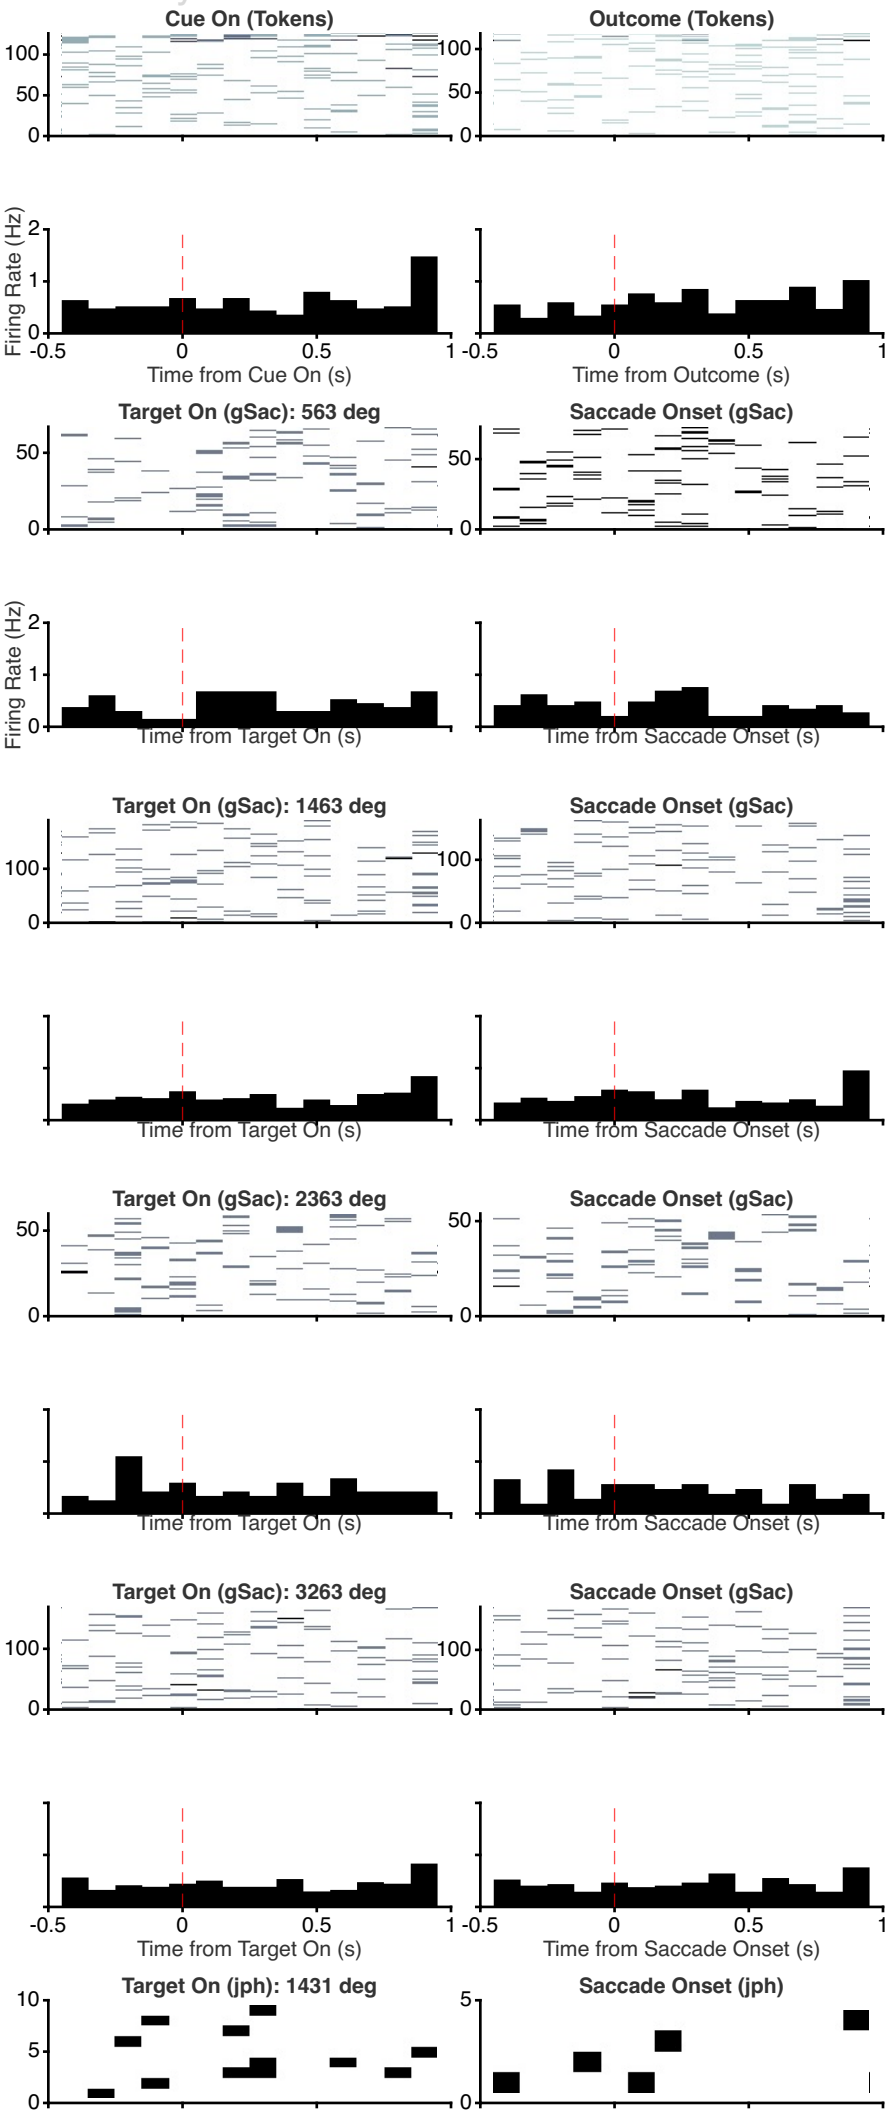 Cue On (Tokens) Outcome (Tokens)
100 100
50 50
0 0
Firing Rate (Hz)
2
1
0
-0.5 0 0.5 1 -0.5 0 0.5 1
Time from Cue On (s) Time from Outcome (s)
Target On (gSac): 563 deg Saccade Onset (gSac)
50 50
0 0
Firing Rate (Hz)
2
1
0
Time from Target On (s) Time from Saccade Onset (s)
Target On (gSac): 1463 deg Saccade Onset (gSac)
100 100
0 0
Time from Target On (s) Time from Saccade Onset (s)
Target On (gSac): 2363 deg Saccade Onset (gSac)
50 50
0 0
Time from Target On (s) Time from Saccade Onset (s)
Target On (gSac): 3263 deg Saccade Onset (gSac)
100 100
0 0
-0.5 0 0.5 1 -0.5 0 0.5 1
Time from Target On (s) Time from Saccade Onset (s)
Target On (jph): 1431 deg Saccade Onset (jph)
10 5
5
0 0